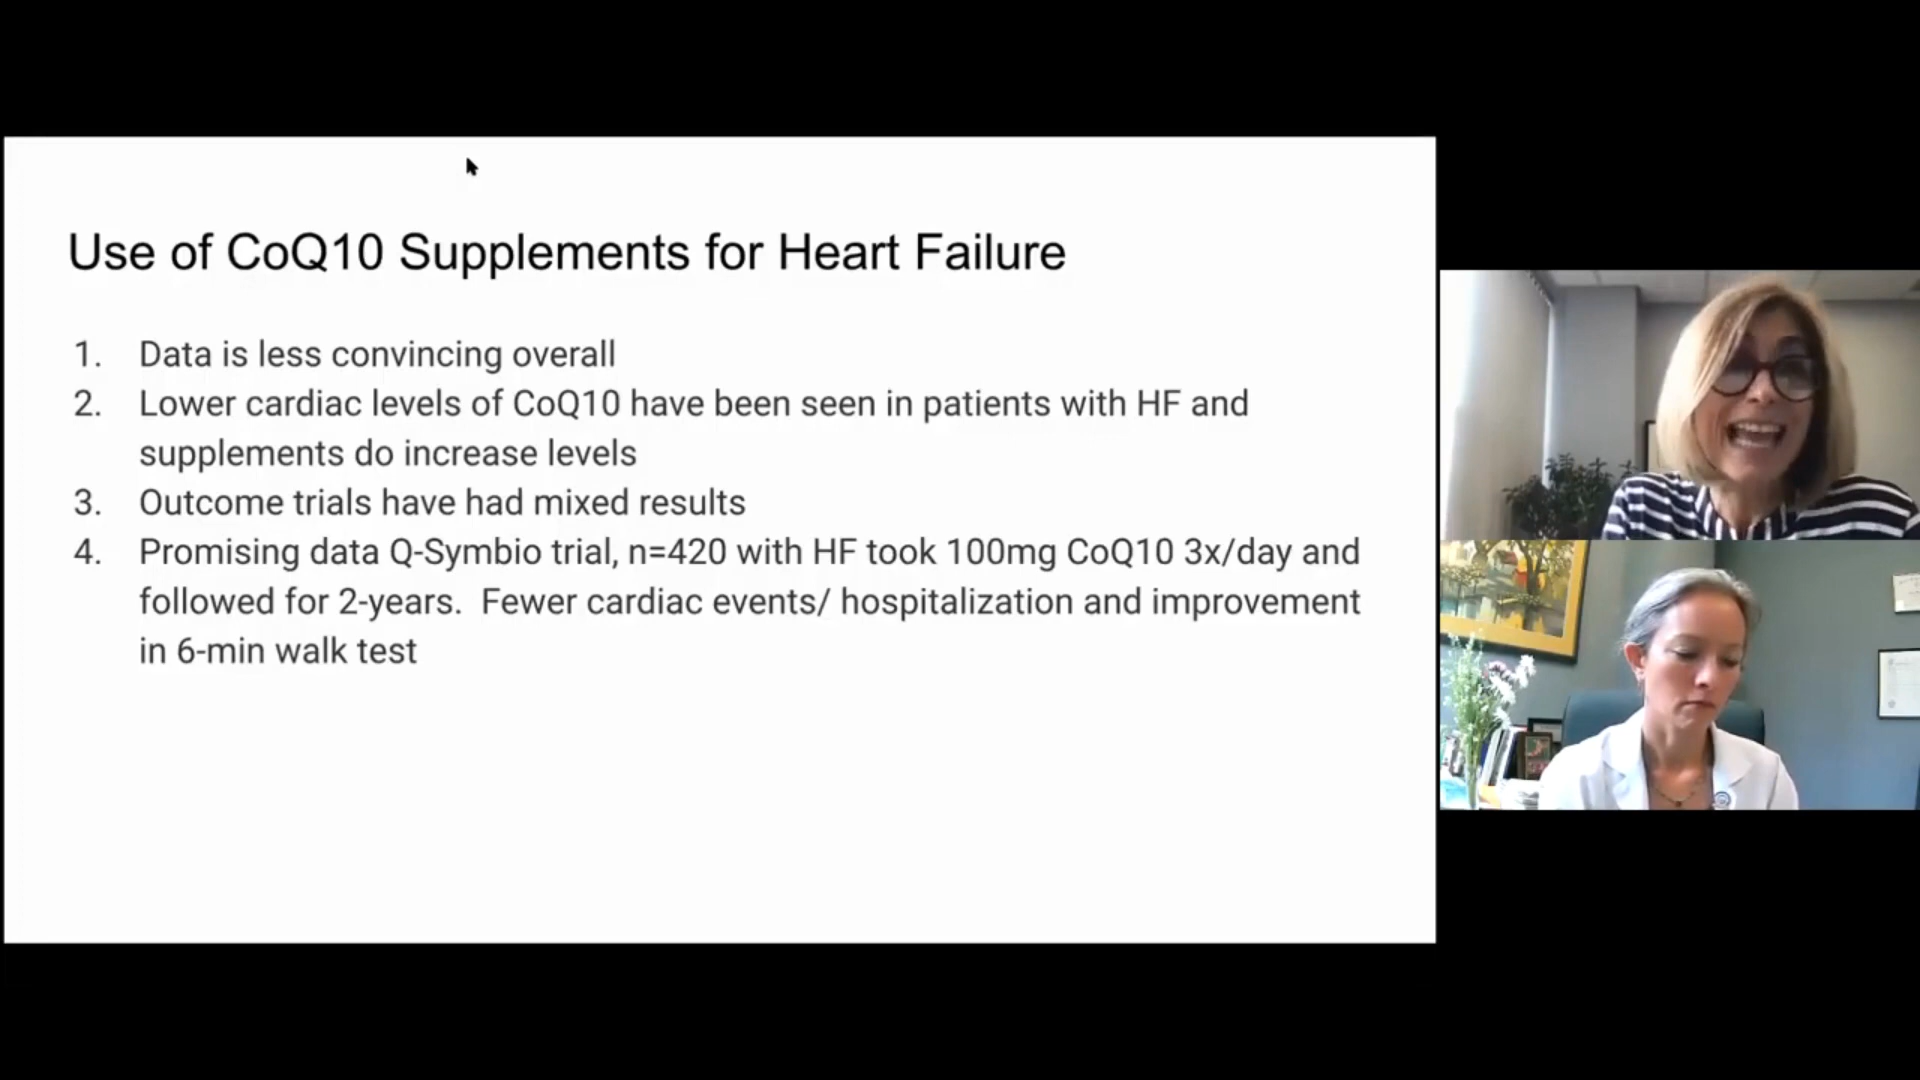 Use of CoQ10 Supplements for Heart Failure
1. Data is less convincing overall
2. Lower cardiac levels of CoQ10 have been seen in patients with HF and
supplements do increase levels
3. Outcome trials have had mixed results
4. Promising data Q-Symbio trial, n=420 with HF took 100mg CoQ10 3x/day and
followed for 2-years.  Fewer cardiac events/ hospitalization and improvement
in 6-min walk test